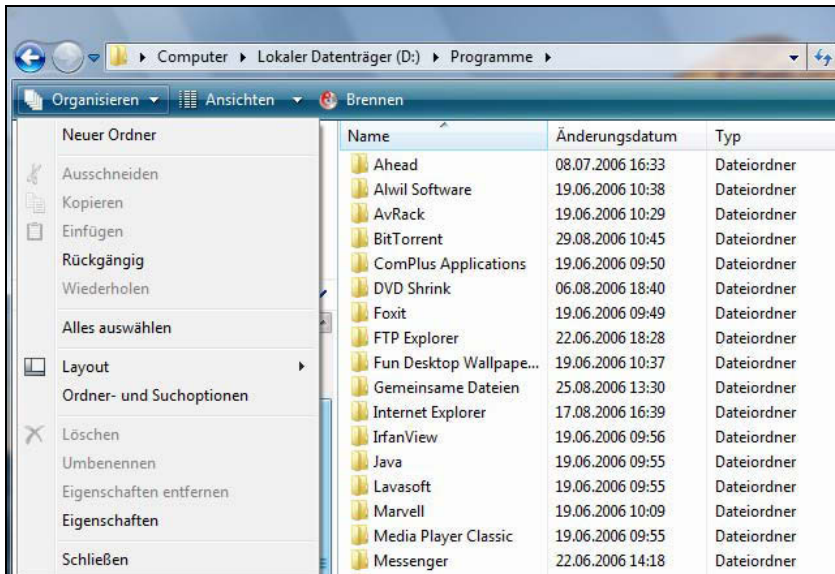 Computer Lokaler Datenträger (D:) Programme
Organisieren Ansichten Brennen
Neuer Ordner
Ausschneiden
Kopieren
Einfügen
Rückgängig
Wiederholen
Alles auswählen
Layout
Ordner- und Suchoptionen
Löschen
Umbenennen
Eigenschaften entfernen
Eigenschaften
Schließen
Name Änderungsdatum Typ
Ahead 08.07.2006 16:33 Dateiordner
Alwil Software 19.06.2006 10:38 Dateiordner
AvRack 19.06.2006 10:29 Dateiordner
BitTorrent 29.08.2006 10:45 Dateiordner
ComPlus Applications 19.06.2006 09:50 Dateiordner
DVD Shrink 06.08.2006 18:40 Dateiordner
Foxit 19.06.2006 09:49 Dateiordner
FTP Explorer 22.06.2006 18:28 Dateiordner
Fun Desktop Wallpape... 19.06.2006 10:37 Dateiordner
Gemeinsame Dateien 25.08.2006 13:30 Dateiordner
Internet Explorer 17.08.2006 16:39 Dateiordner
IrfanView 19.06.2006 09:56 Dateiordner
Java 19.06.2006 09:55 Dateiordner
Lavasoft 19.06.2006 09:55 Dateiordner
Marvell 19.06.2006 10:09 Dateiordner
Media Player Classic 19.06.2006 09:55 Dateiordner
Messenger 22.06.2006 14:18 Dateiordner